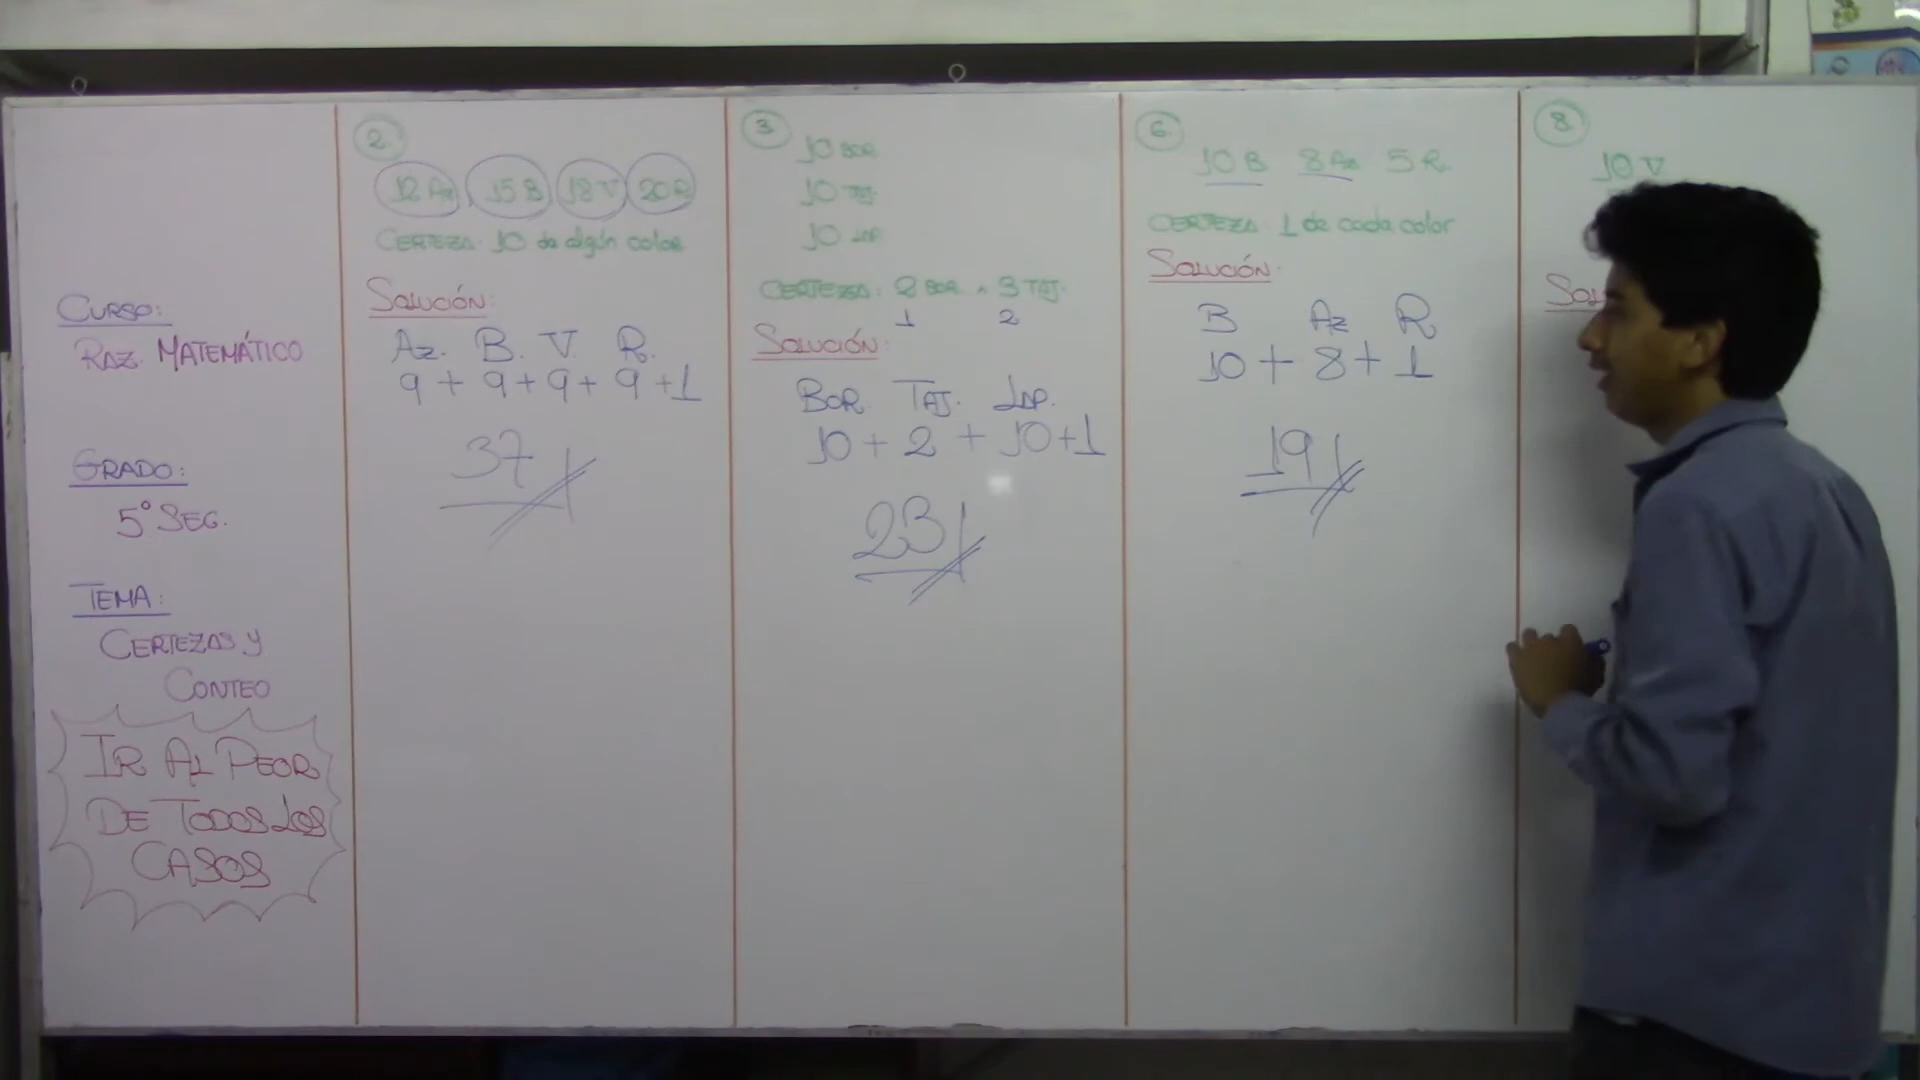 CURSO:
RAZ. MATEMÁTICO
GRADO:
5° SEG.
TEMA:
CERTEZAS Y
CONTEO
IR AL PEOR
DE TODOS LOS
CASOS
2.
12 Az, 15 B 18 V 20 R
CERTEZA: 10 de algún color
SOLUCIÓN:
Az. B. V. R.
9 + 9 + 9 + 9 + 1
37
3.
10 BOR
10 TAJ.
10 LAP.
CERTEZA: 2 BOR. ^ 3 TAJ.
1 2
SOLUCIÓN:
BOR. TAJ. LAP.
10 + 2 + 10 + 1
23
6.
10 B 8 Az 5 R
CERTEZA: 1 de cada color
SOLUCIÓN:
B Az R
10 + 8 + 1
19
8.
10 V